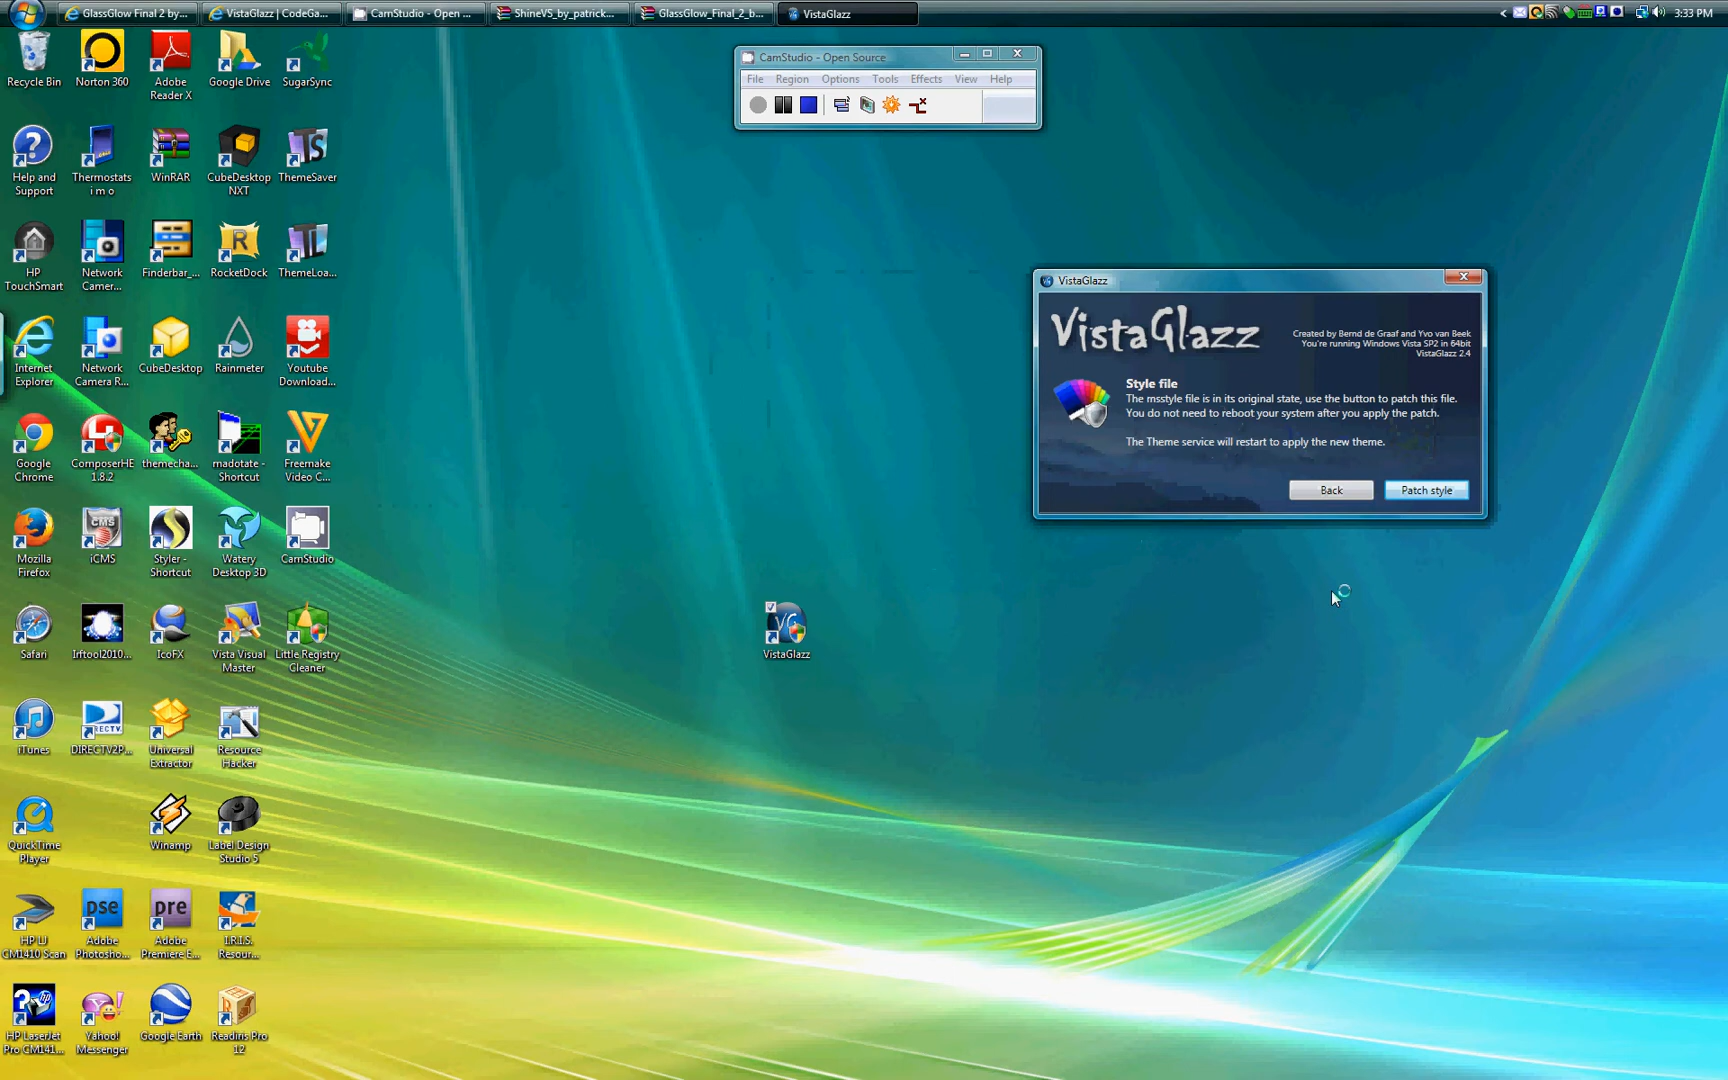 GlassGlow Final 2 by...
VistaGlazz | CodeGa...
CamStudio - Open ...
ShineVS_by_patrick...
GlassGlow_Final_2_b...
VistaGlazz
3:33 PM
Recycle Bin
Norton 360
Adobe
Reader X
Google Drive
SugarSync
Help and
Support
Thermostats
i m o
WinRAR
CubeDesktop
NXT
ThemeSaver
HP
TouchSmart
Network
Camer...
Finderbar_...
RocketDock
ThemeLoa...
Internet
Explorer
Network
Camera R...
CubeDesktop
Rainmeter
Youtube
Download...
Google
Chrome
ComposerHE
1.8.2
themecha...
madotate -
Shortcut
Freemake
Video C...
Mozilla
Firefox
iCMS
Styler -
Shortcut
Watery
Desktop 3D
CamStudio
Safari
Irftool2010...
IcoFX
Vista Visual
Master
Little Registry
Cleaner
iTunes
DIRECTV2P...
Universal
Extractor
Resource
Hacker
QuickTime
Player
Winamp
Label Design
Studio 5
HP LJ
CM1410 Scan
Adobe
Photosho...
Adobe
Premiere E...
I.R.I.S.
Resour...
HP LaserJet
Pro CM141...
Yahoo!
Messenger
Google Earth
Readiris Pro
12
CamStudio - Open Source
File Region Options Tools Effects View Help
VistaGlazz
VistaGlazz
Created by Bernd de Graaf and Yvo van Beek
You're running Windows Vista SP2 in 64bit
VistaGlazz 2.4
Style file
The msstyle file is in its original state, use the button to patch this file.
You do not need to reboot your system after you apply the patch.
The Theme service will restart to apply the new theme.
Back
Patch style
VG
VistaGlazz
TS
TL
R
CMS
DIRECTV
pse
pre